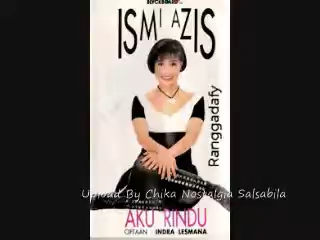 ISMI AZIS
Ranggadafy
Upload By Chika Nostalgia Salsabila
AKU RINDU
CIPTAAN INDRA LESMANA